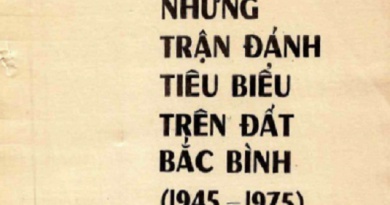 NHỮNG
TRẬN ĐÁNH
TIÊU BIỂU
TRÊN ĐẤT
BẮC BÌNH
(1945-1975)